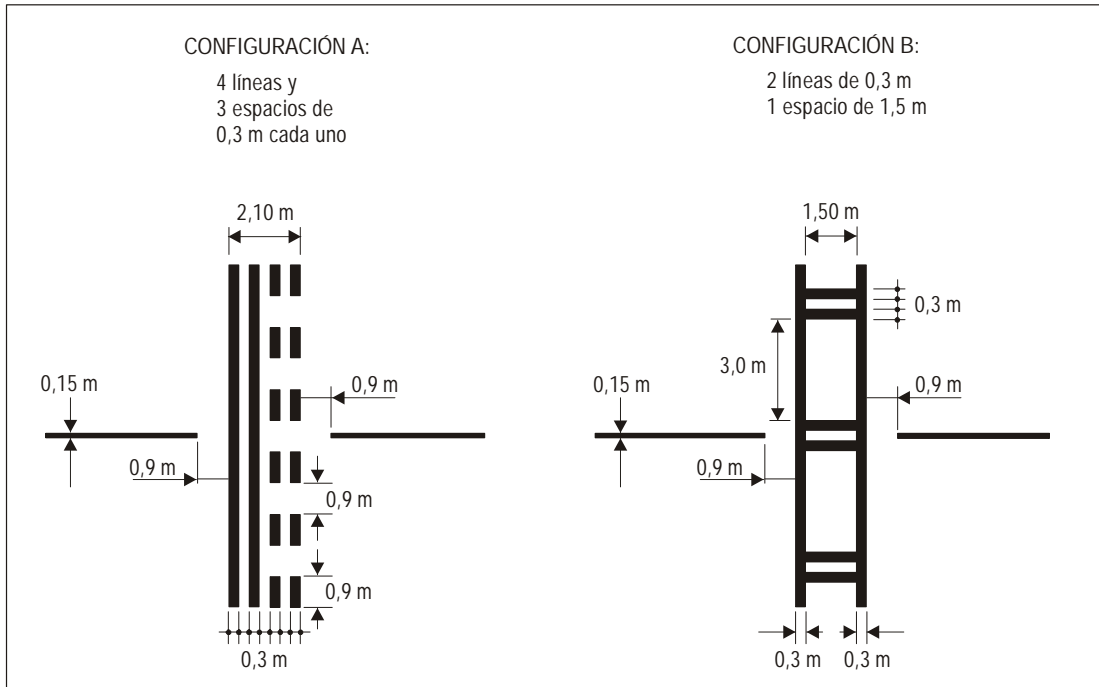 CONFIGURACIÓN A:
4 líneas y
3 espacios de
0,3 m cada uno
2,10 m
0,15 m
0,9 m
0,9 m
0,9 m
0,9 m
0,3 m
CONFIGURACIÓN B:
2 líneas de 0,3 m
1 espacio de 1,5 m
1,50 m
0,3 m
3,0 m
0,15 m
0,9 m
0,9 m
0,3 m
0,3 m